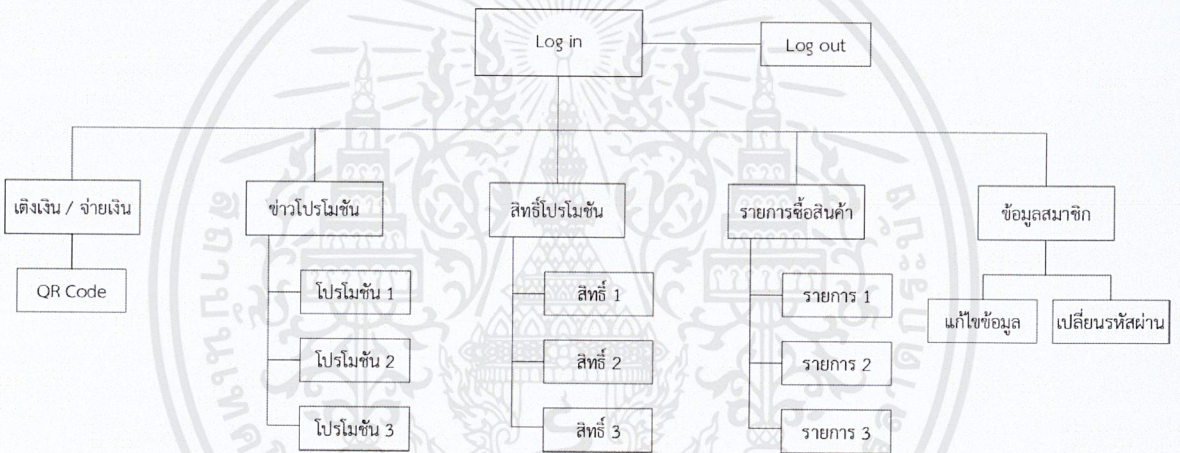 Log in
Log out
เติมเงิน / จ่ายเงิน
ข่าวโปรโมชัน
สิทธิ์โปรโมชัน
รายการซื้อสินค้า
ข้อมูลสมาชิก
QR Code
โปรโมชัน 1
สิทธิ์ 1
รายการ 1
แก้ไขข้อมูล
เปลี่ยนรหัสผ่าน
โปรโมชัน 2
สิทธิ์ 2
รายการ 2
โปรโมชัน 3
สิทธิ์ 3
รายการ 3